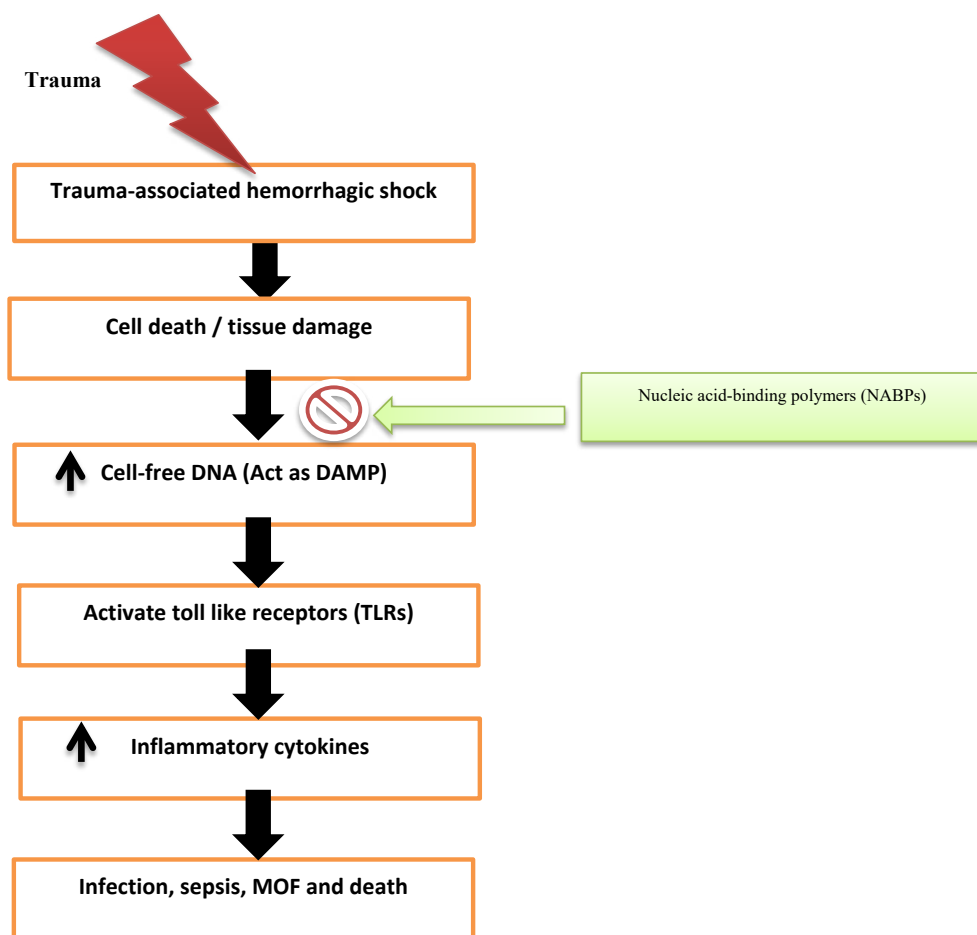 Trauma
Trauma-associated hemorrhagic shock
Cell death / tissue damage
Nucleic acid-binding polymers (NABPs)
Cell-free DNA (Act as DAMP)
Activate toll like receptors (TLRs)
Inflammatory cytokines
Infection, sepsis, MOF and death